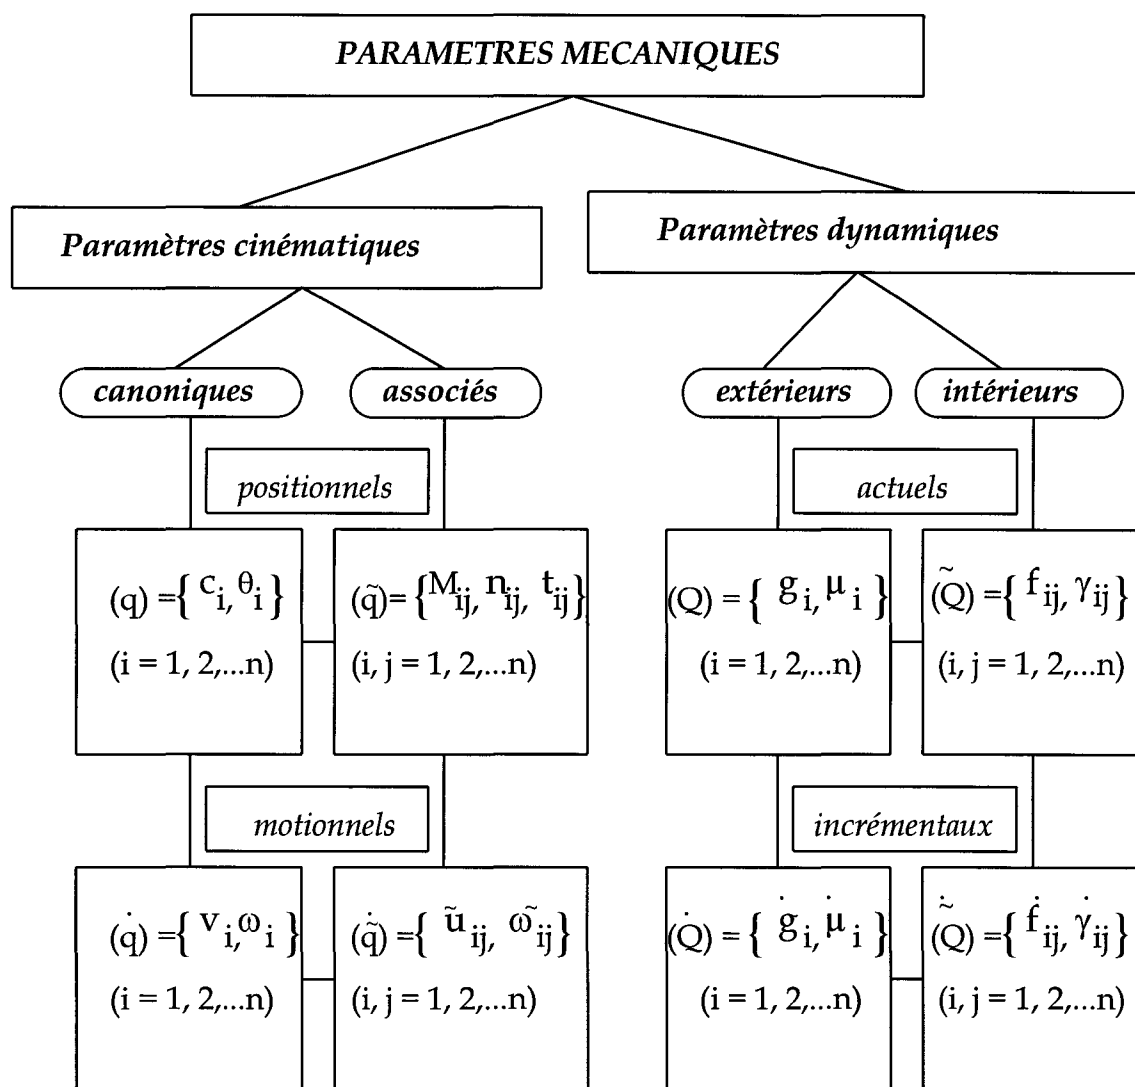 PARAMETRES MECANIQUES
Paramètres cinématiques
Paramètres dynamiques
canoniques
associés
extérieurs
intérieurs
positionnels
actuels
(q) = { c_i, θ_i }
(i = 1, 2,...n)
(q̃) = { M_ij, n_ij, t_ij }
(i, j = 1, 2,...n)
(Q) = { g_i, μ_i }
(i = 1, 2,...n)
(Q̃) = { f_ij, γ_ij }
(i, j = 1, 2,...n)
motionnels
incrémentaux
(q̇) = { v_i, ω_i }
(i = 1, 2,...n)
(q̃̇) = { ũ_ij, ω̃_ij }
(i, j = 1, 2,...n)
(Q̇) = { ġ_i, μ̇_i }
(i = 1, 2,...n)
(Q̃̇) = { ḟ_ij, γ̇_ij }
(i, j = 1, 2,...n)